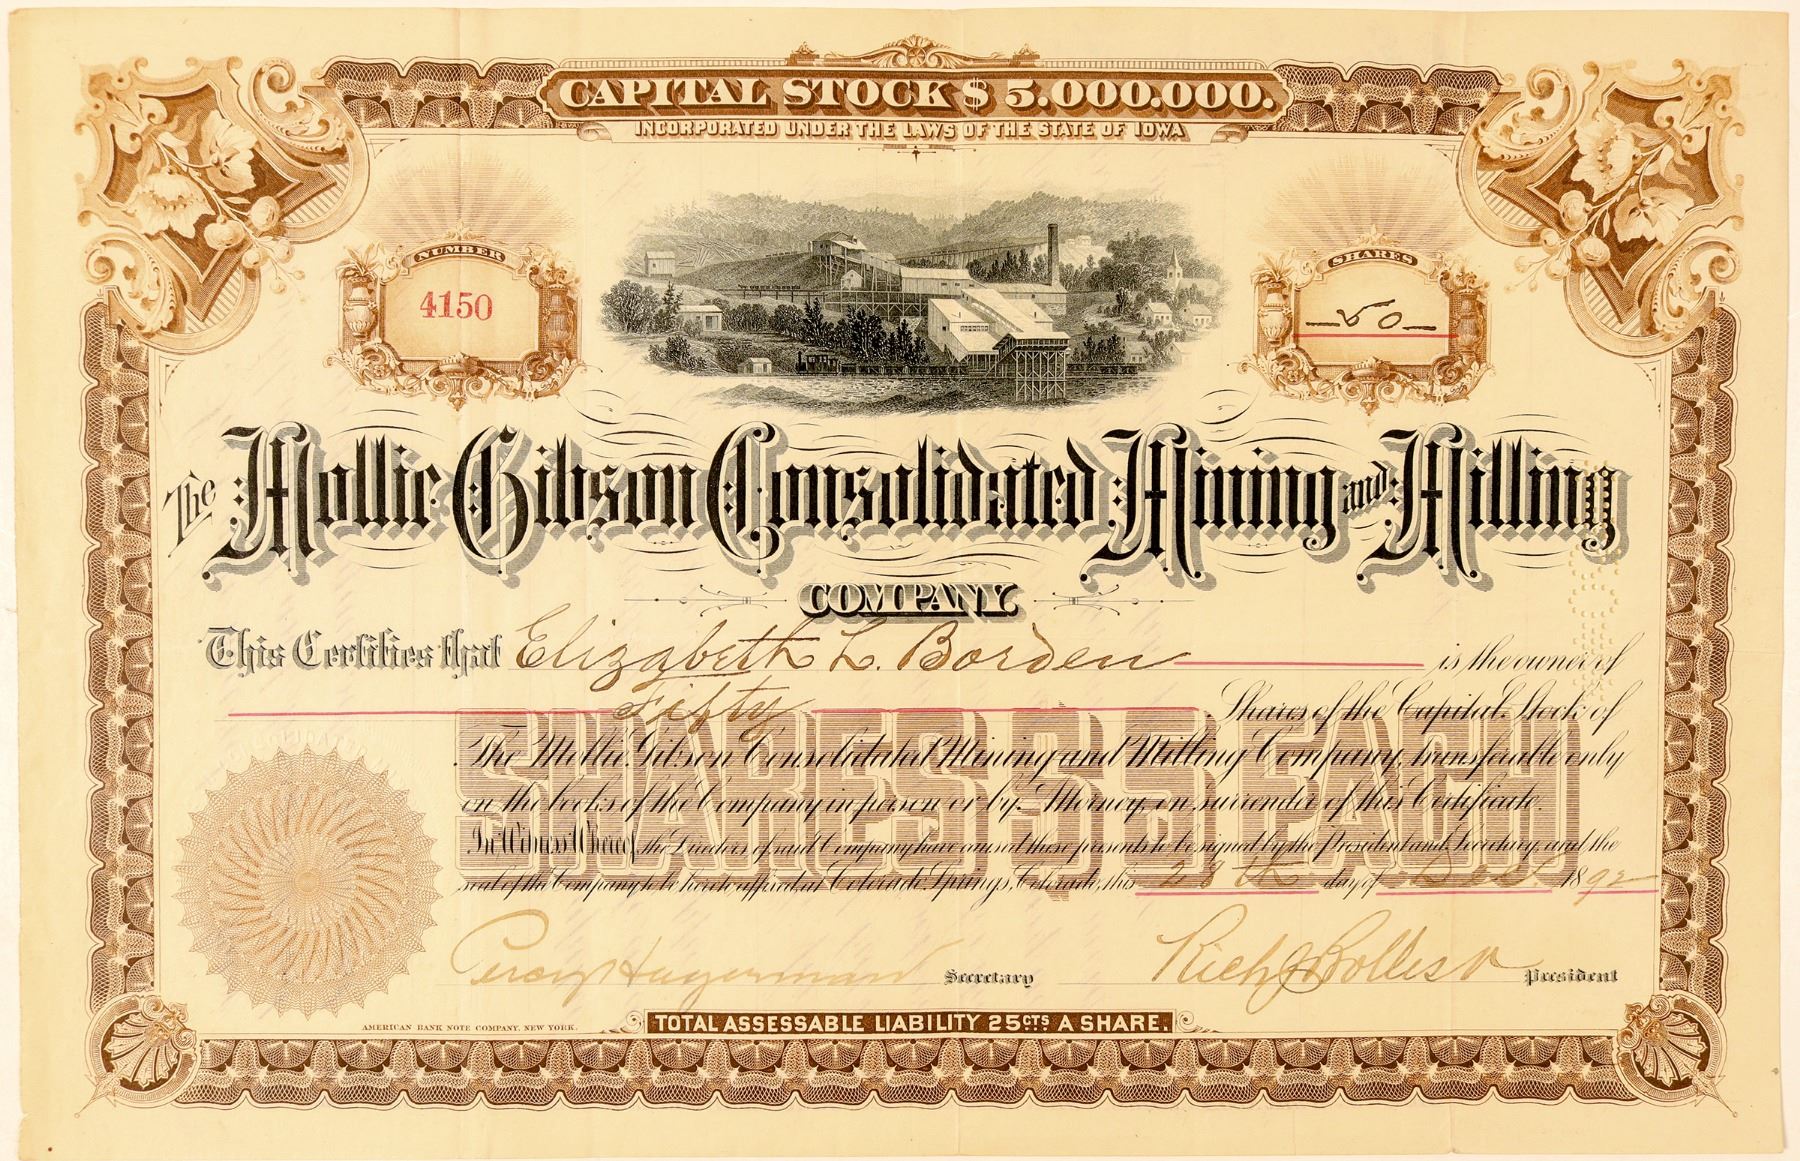 CAPITAL STOCK $ 5.000.000.
INCORPORATED UNDER THE LAWS OF THE STATE OF IOWA
NUMBER
4150
SHARES
50
The Mollie Gibson Consolidated Mining and Milling
COMPANY.
This Certifies that Elizabeth L. Borden is the owner of
Fifty Shares of the Capital Stock of
The Mollie Gibson Consolidated Mining and Milling Company, transferable only
on the books of the Company in person or by Attorney, on surrender of this Certificate.
In Witness Whereof, the Directors of said Company have caused these presents to be signed by the President and Secretary, and the
seal of the Company to be hereto affixed at Colorado Springs, Colorado, this 28th day of Dec. 1892
SHARES $5 EACH
Percy Hagerman Secretary
President
AMERICAN BANK NOTE COMPANY, NEW YORK.
TOTAL ASSESSABLE LIABILITY 25CTS. A SHARE.